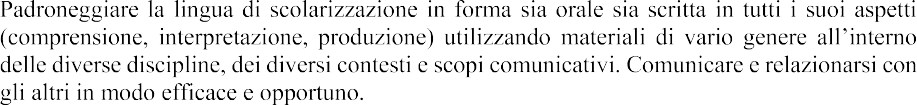 Padroneggiare la lingua di scolarizzazione in forma sia orale sia scritta in tutti i suoi aspetti
(comprensione, interpretazione, produzione) utilizzando materiali di vario genere all’interno
delle diverse discipline, dei diversi contesti e scopi comunicativi. Comunicare e relazionarsi con
gli altri in modo efficace e opportuno.